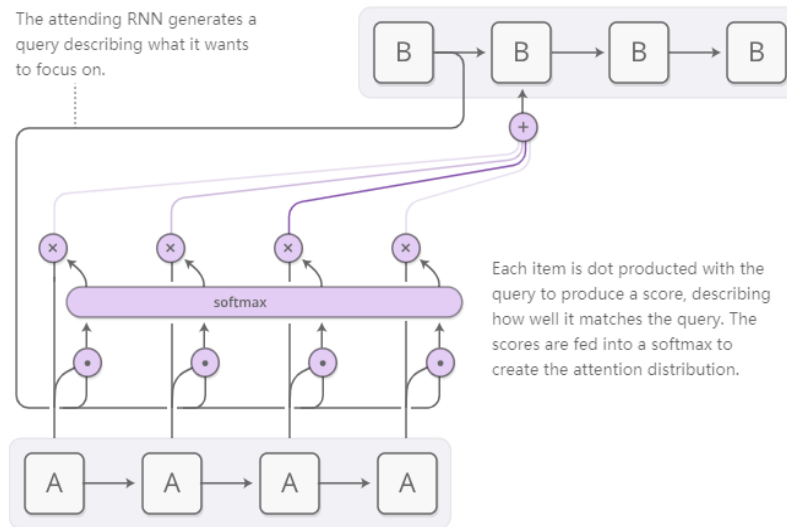 The attending RNN generates a
query describing what it wants
to focus on.
B B B B
+
× × × ×
softmax
Each item is dot producted with the
query to produce a score, describing
how well it matches the query. The
scores are fed into a softmax to
create the attention distribution.
A A A A